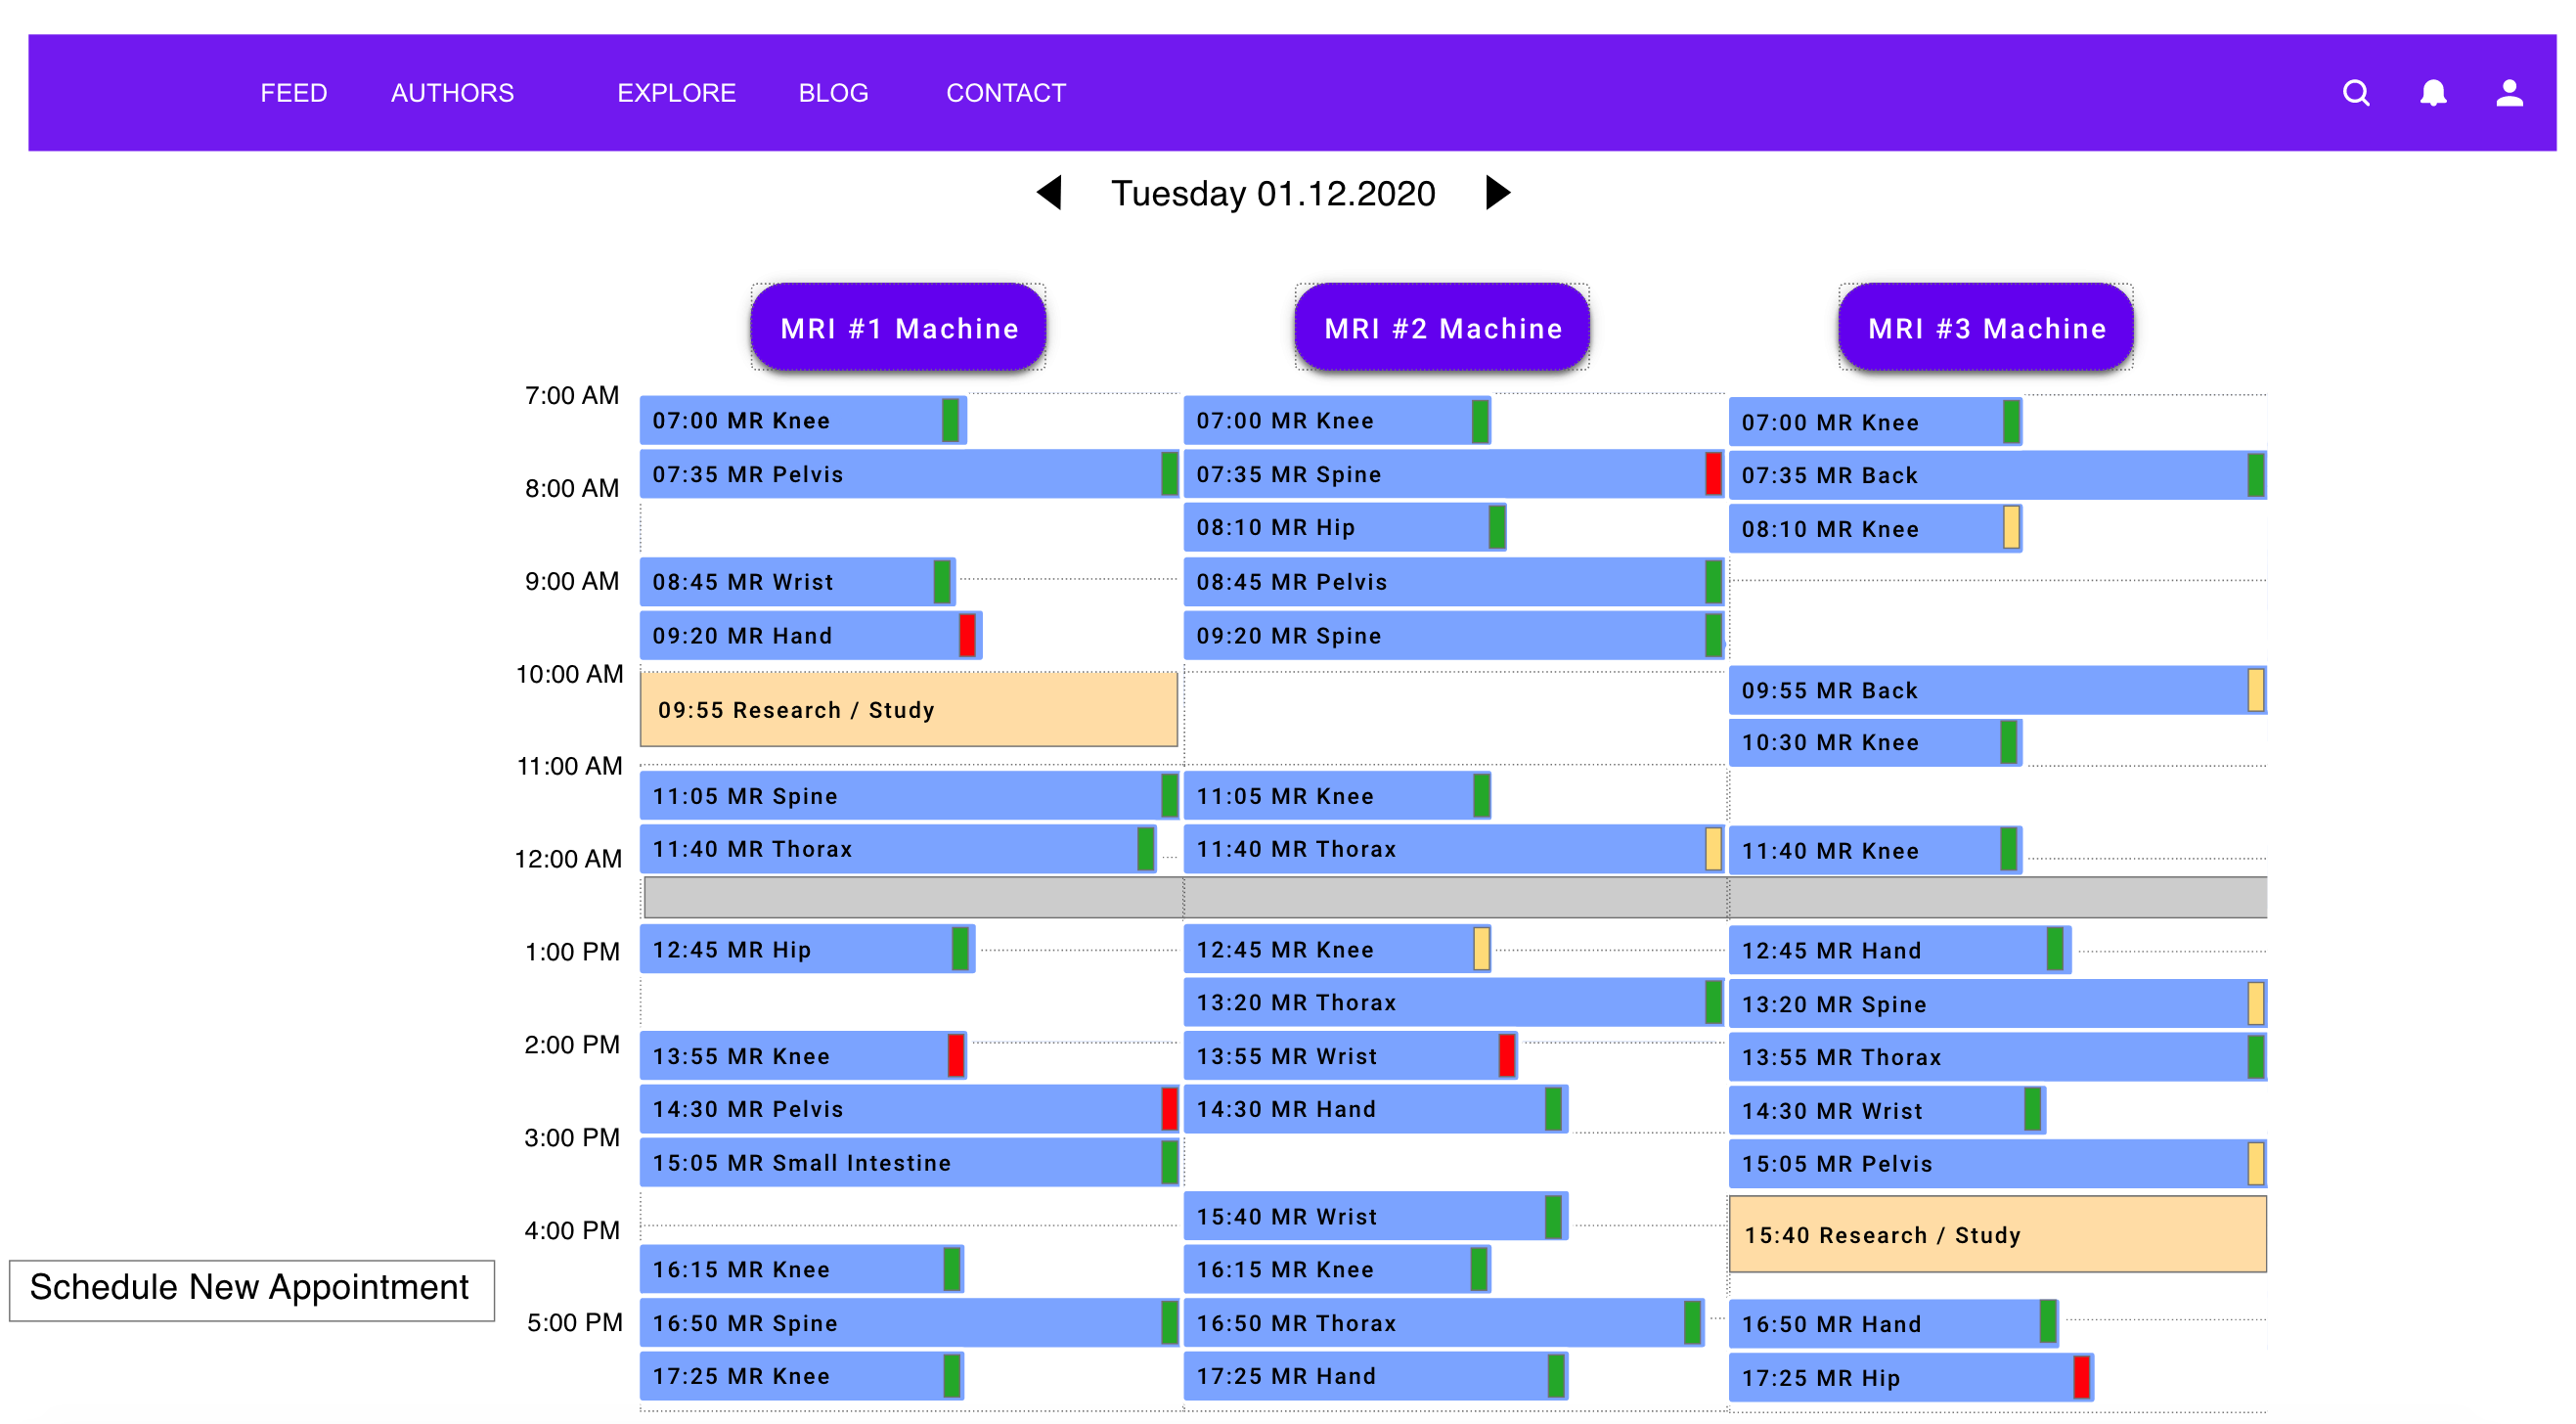 FEED AUTHORS EXPLORE BLOG CONTACT
Tuesday 01.12.2020
MRI #1 Machine MRI #2 Machine MRI #3 Machine
7:00 AM
07:00 MR Knee 07:00 MR Knee 07:00 MR Knee
07:35 MR Pelvis 07:35 MR Spine 07:35 MR Back
8:00 AM
08:10 MR Hip 08:10 MR Knee
9:00 AM
08:45 MR Wrist 08:45 MR Pelvis
09:20 MR Hand 09:20 MR Spine
10:00 AM
09:55 Research / Study 09:55 MR Back
10:30 MR Knee
11:00 AM
11:05 MR Spine 11:05 MR Knee
11:40 MR Thorax 11:40 MR Thorax 11:40 MR Knee
12:00 AM
1:00 PM
12:45 MR Hip 12:45 MR Knee 12:45 MR Hand
13:20 MR Thorax 13:20 MR Spine
2:00 PM
13:55 MR Knee 13:55 MR Wrist 13:55 MR Thorax
14:30 MR Pelvis 14:30 MR Hand 14:30 MR Wrist
3:00 PM
15:05 MR Small Intestine 15:05 MR Pelvis
15:40 MR Wrist 15:40 Research / Study
4:00 PM
16:15 MR Knee 16:15 MR Knee
Schedule New Appointment
5:00 PM
16:50 MR Spine 16:50 MR Thorax 16:50 MR Hand
17:25 MR Knee 17:25 MR Hand 17:25 MR Hip